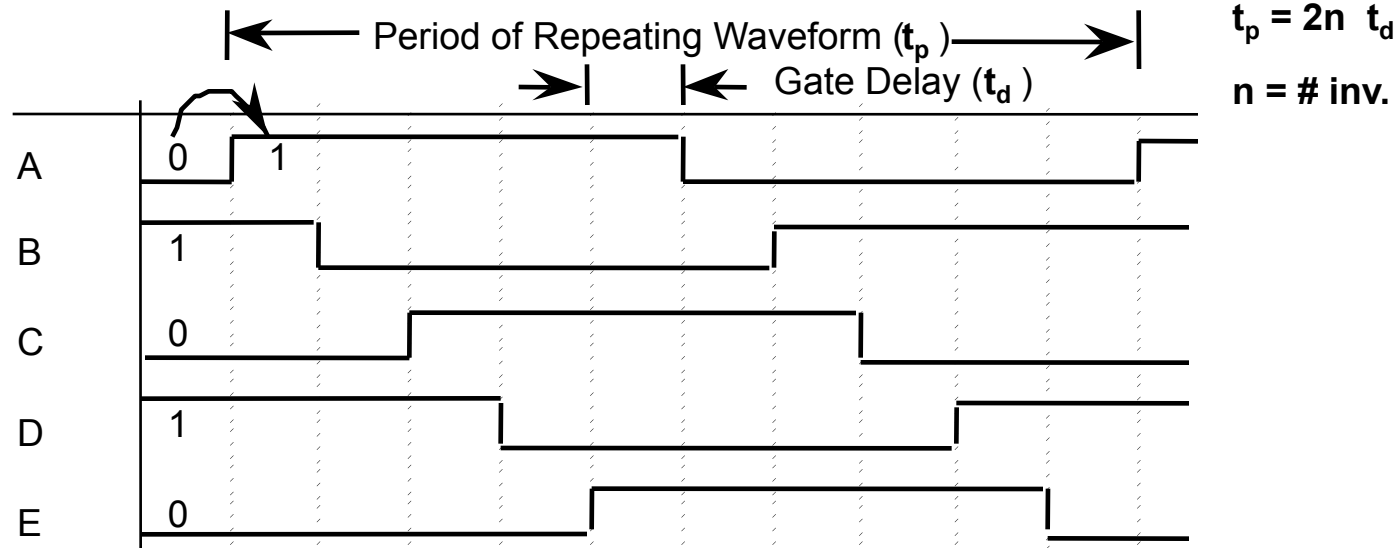 Period of Repeating Waveform (tp)
tp = 2n td
Gate Delay (td)
n = # inv.
A 0 1
B 1
C 0
D 1
E 0